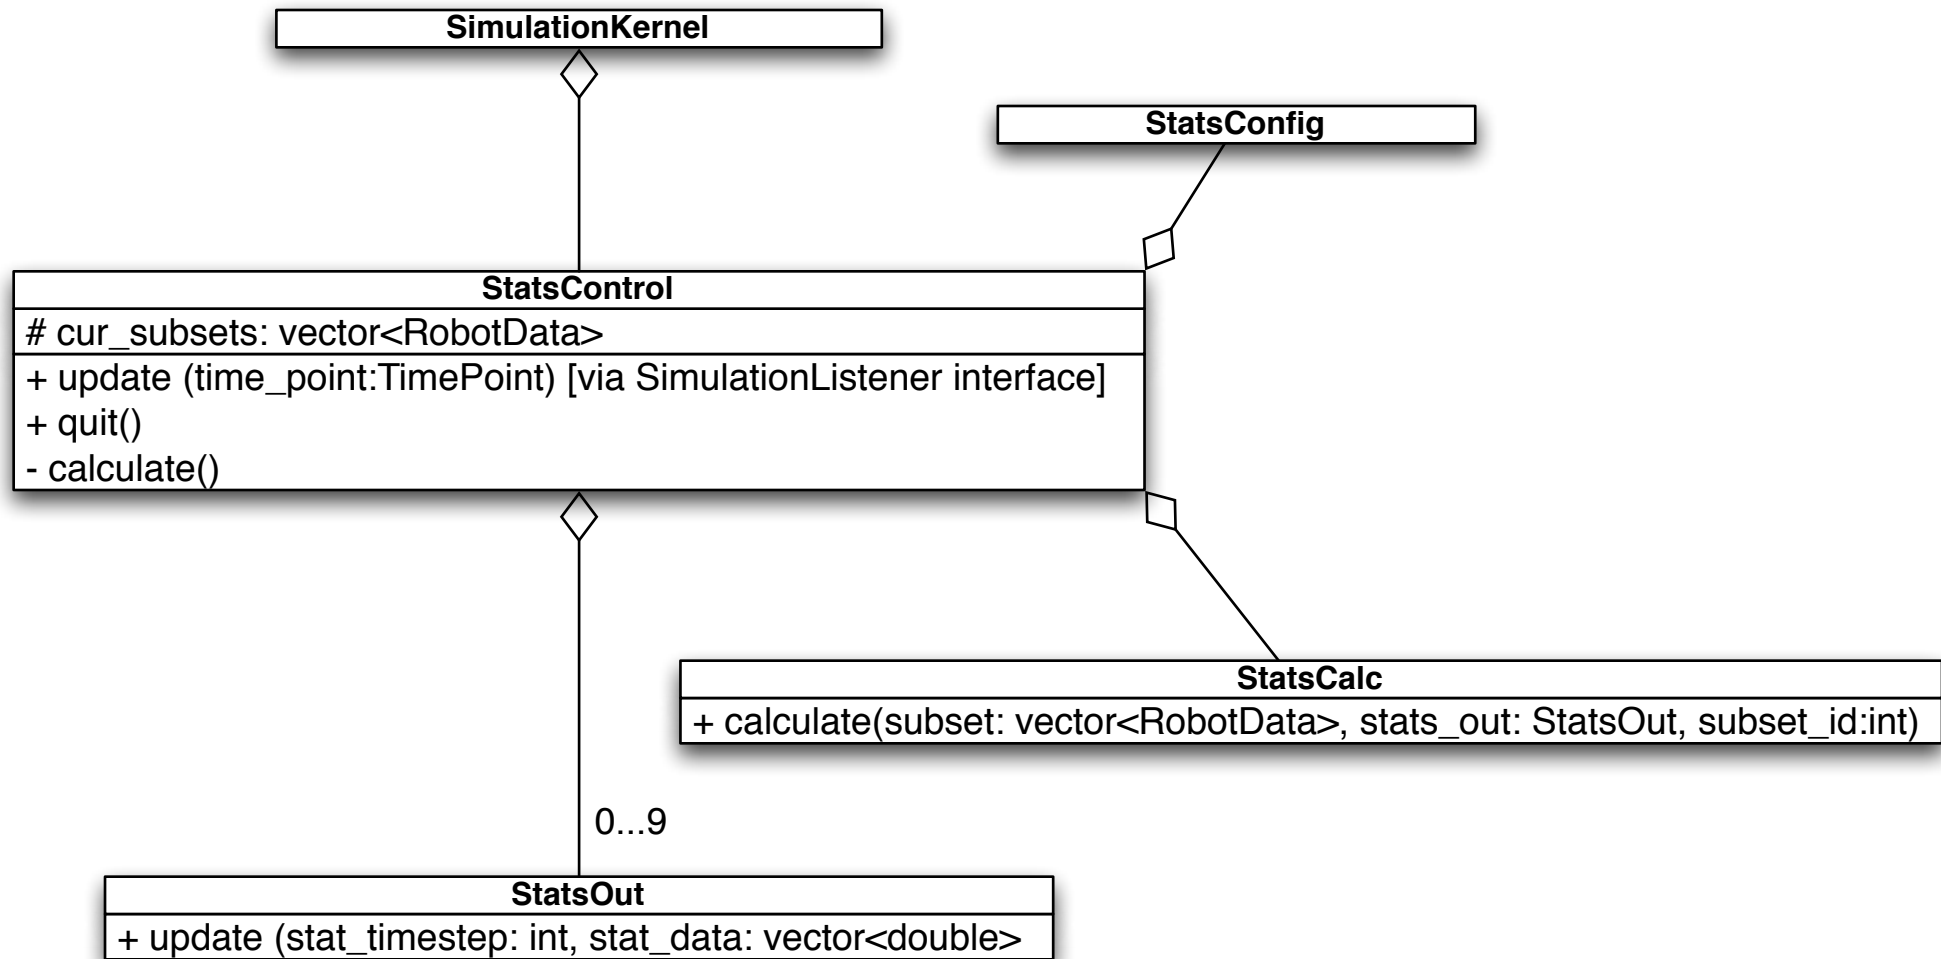 SimulationKernel
StatsConfig
StatsControl
# cur_subsets: vector<RobotData>
+ update (time_point:TimePoint) [via SimulationListener interface]
+ quit()
- calculate()
StatsCalc
+ calculate(subset: vector<RobotData>, stats_out: StatsOut, subset_id:int)
0...9
StatsOut
+ update (stat_timestep: int, stat_data: vector<double>